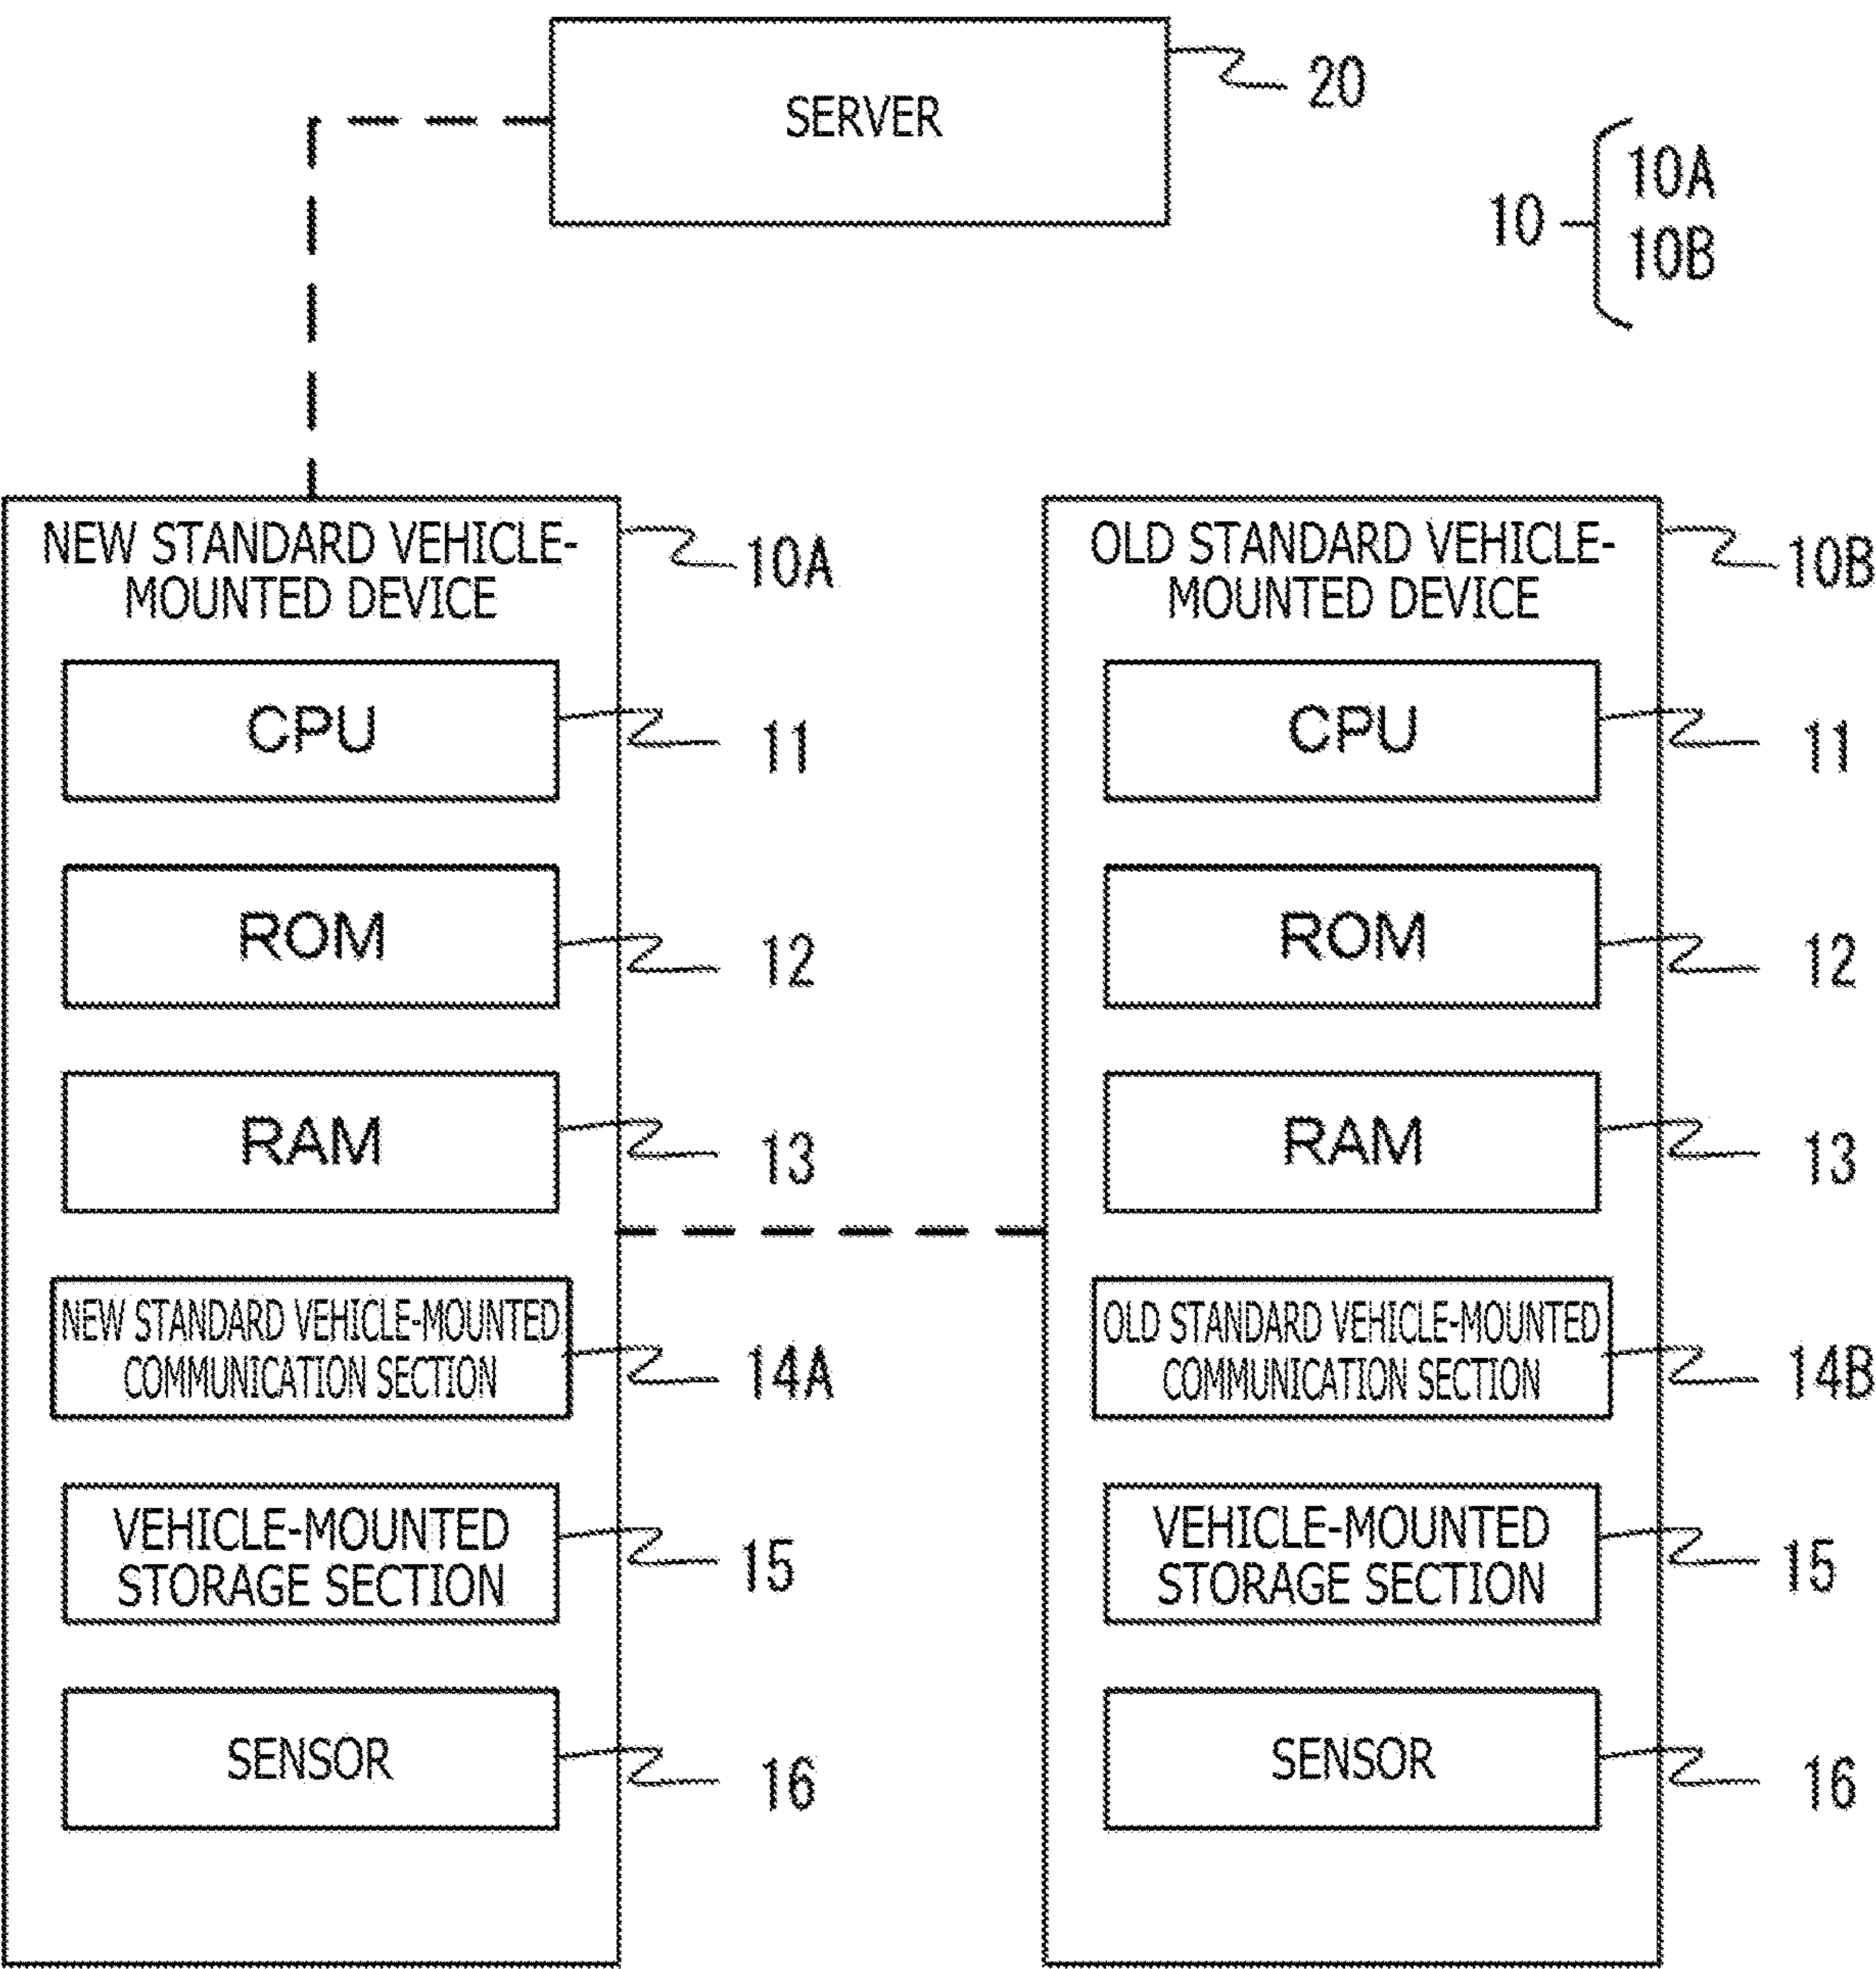 SERVER
20
10
10A
10B
NEW STANDARD VEHICLE-
MOUNTED DEVICE
10A
CPU
11
ROM
12
RAM
13
NEW STANDARD VEHICLE-MOUNTED
COMMUNICATION SECTION
14A
VEHICLE-MOUNTED
STORAGE SECTION
15
SENSOR
16
OLD STANDARD VEHICLE-
MOUNTED DEVICE
10B
CPU
11
ROM
12
RAM
13
OLD STANDARD VEHICLE-MOUNTED
COMMUNICATION SECTION
14B
VEHICLE-MOUNTED
STORAGE SECTION
15
SENSOR
16